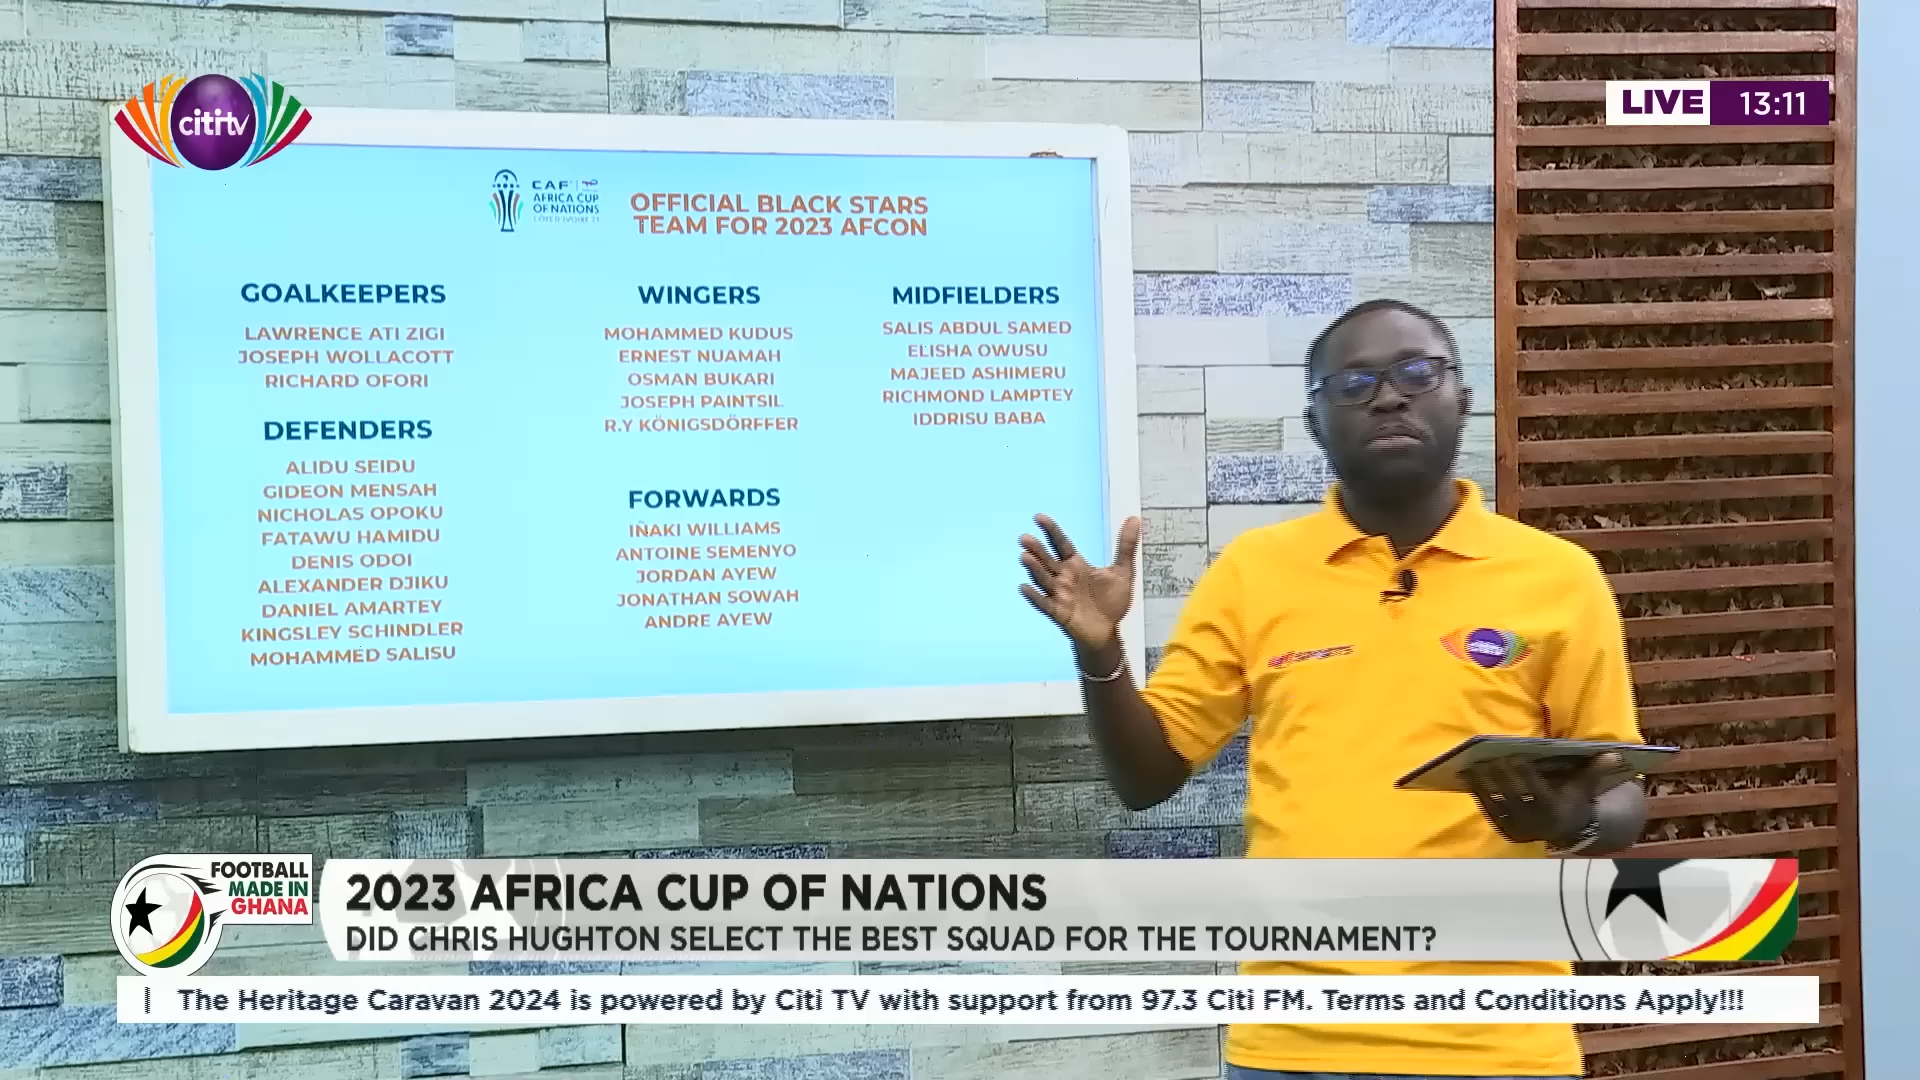 cititv
LIVE 13:11
CAF
AFRICA CUP
OF NATIONS
OFFICIAL BLACK STARS
TEAM FOR 2023 AFCON
GOALKEEPERS
LAWRENCE ATI ZIGI
JOSEPH WOLLACOTT
RICHARD OFORI
DEFENDERS
ALIDU SEIDU
GIDEON MENSAH
NICHOLAS OPOKU
FATAWU HAMIDU
DENIS ODOI
ALEXANDER DJIKU
DANIEL AMARTEY
KINGSLEY SCHINDLER
MOHAMMED SALISU
WINGERS
MOHAMMED KUDUS
ERNEST NUAMAH
OSMAN BUKARI
JOSEPH PAINTSIL
R.Y KÖNIGSDÖRFFER
FORWARDS
IÑAKI WILLIAMS
ANTOINE SEMENYO
JORDAN AYEW
JONATHAN SOWAH
ANDRE AYEW
MIDFIELDERS
SALIS ABDUL SAMED
ELISHA OWUSU
MAJEED ASHIMERU
RICHMOND LAMPTEY
IDDRISU BABA
FOOTBALL
MADE IN
GHANA
2023 AFRICA CUP OF NATIONS
DID CHRIS HUGHTON SELECT THE BEST SQUAD FOR THE TOURNAMENT?
| The Heritage Caravan 2024 is powered by Citi TV with support from 97.3 Citi FM. Terms and Conditions Apply!!!